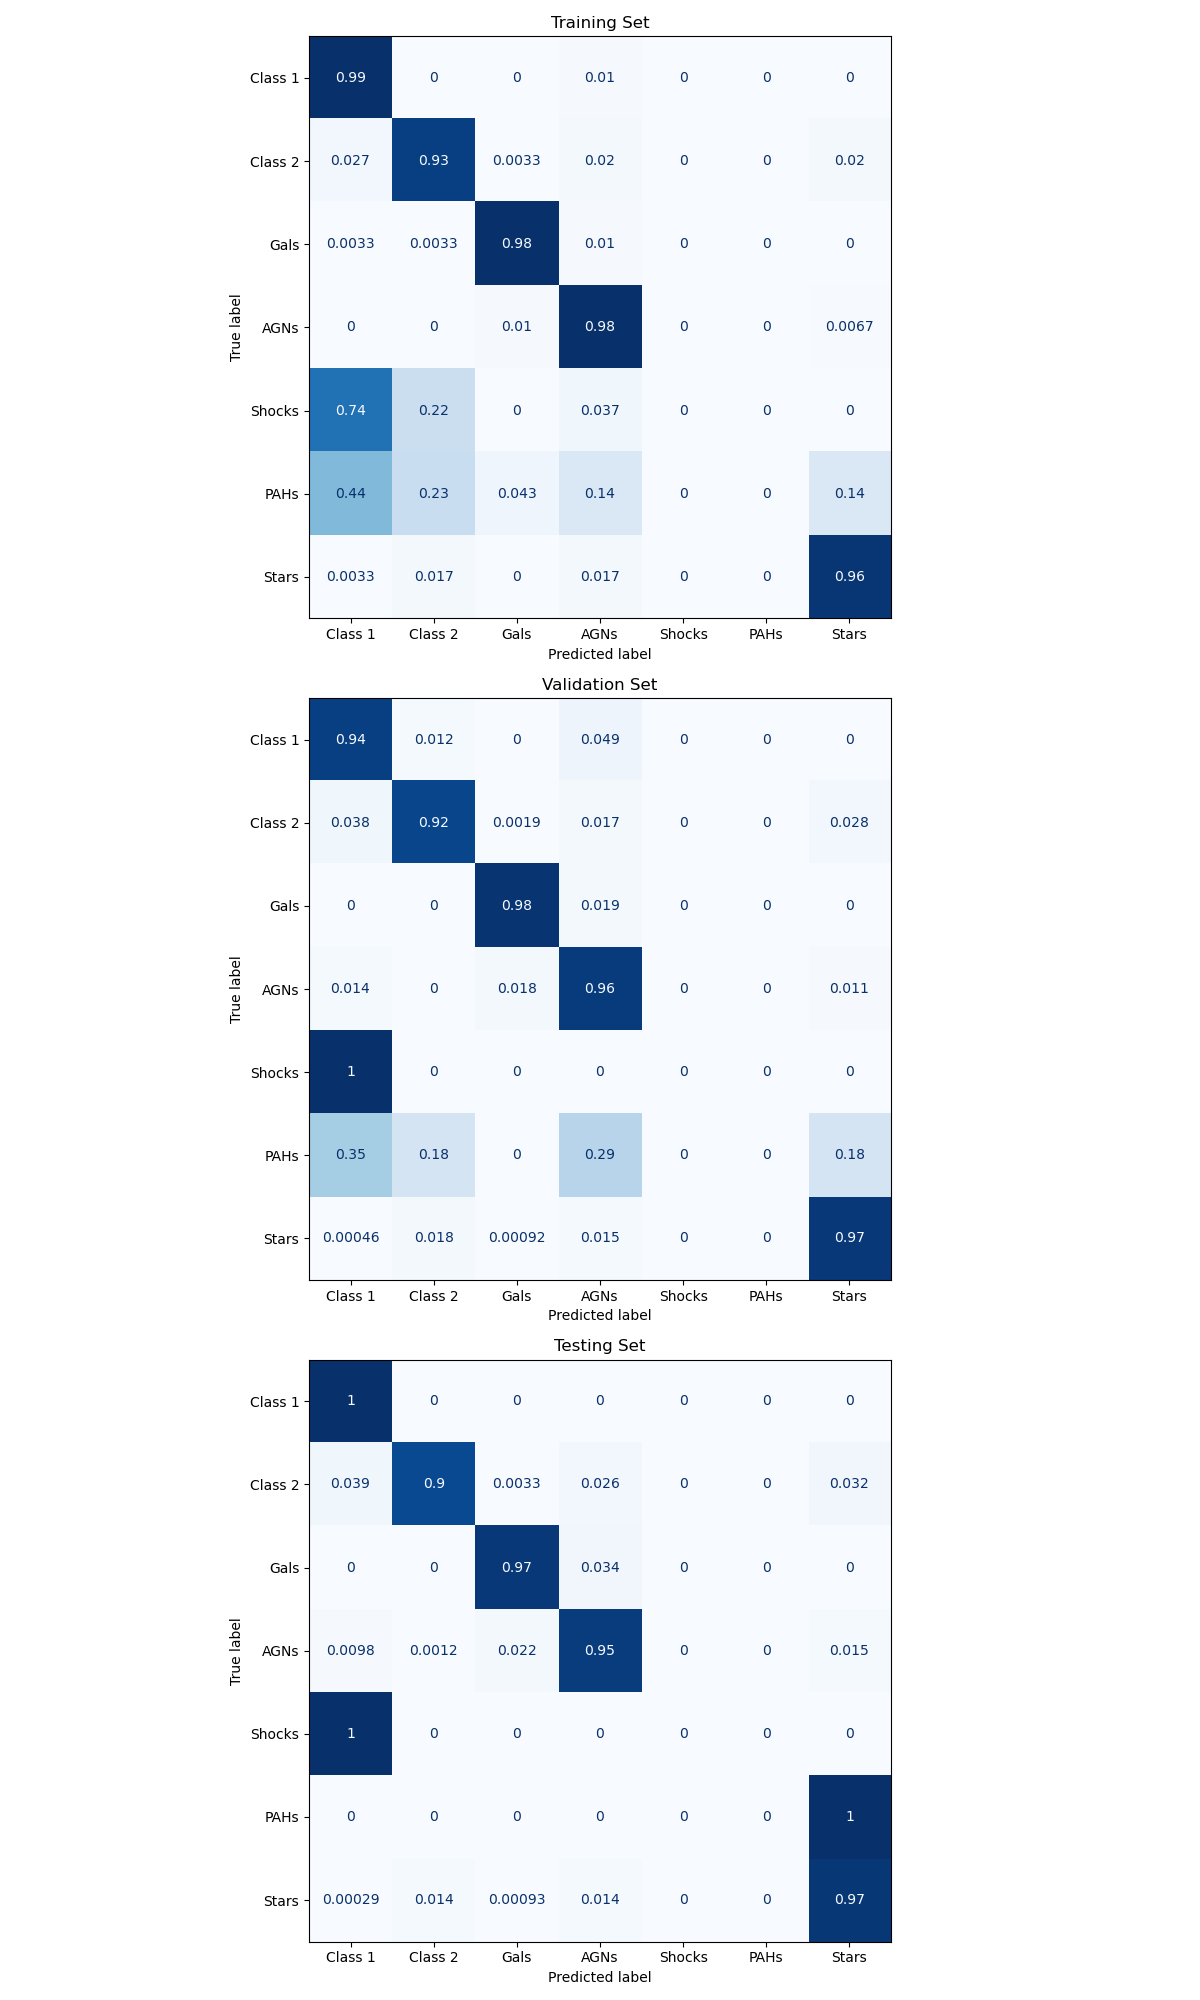 Training Set
Class 1 0.99 0 0 0.01 0 0 0
Class 2 0.027 0.93 0.0033 0.02 0 0 0.02
Gals 0.0033 0.0033 0.98 0.01 0 0 0
True label
AGNs 0 0 0.01 0.98 0 0 0.0067
Shocks 0.74 0.22 0 0.037 0 0 0
PAHs 0.44 0.23 0.043 0.14 0 0 0.14
Stars 0.0033 0.017 0 0.017 0 0 0.96
Class 1 Class 2 Gals AGNs Shocks PAHs Stars
Predicted label
Validation Set
Class 1 0.94 0.012 0 0.049 0 0 0
Class 2 0.038 0.92 0.0019 0.017 0 0 0.028
Gals 0 0 0.98 0.019 0 0 0
True label
AGNs 0.014 0 0.018 0.96 0 0 0.011
Shocks 1 0 0 0 0 0 0
PAHs 0.35 0.18 0 0.29 0 0 0.18
Stars 0.00046 0.018 0.00092 0.015 0 0 0.97
Class 1 Class 2 Gals AGNs Shocks PAHs Stars
Predicted label
Testing Set
Class 1 1 0 0 0 0 0 0
Class 2 0.039 0.9 0.0033 0.026 0 0 0.032
Gals 0 0 0.97 0.034 0 0 0
True label
AGNs 0.0098 0.0012 0.022 0.95 0 0 0.015
Shocks 1 0 0 0 0 0 0
PAHs 0 0 0 0 0 0 1
Stars 0.00029 0.014 0.00093 0.014 0 0 0.97
Class 1 Class 2 Gals AGNs Shocks PAHs Stars
Predicted label